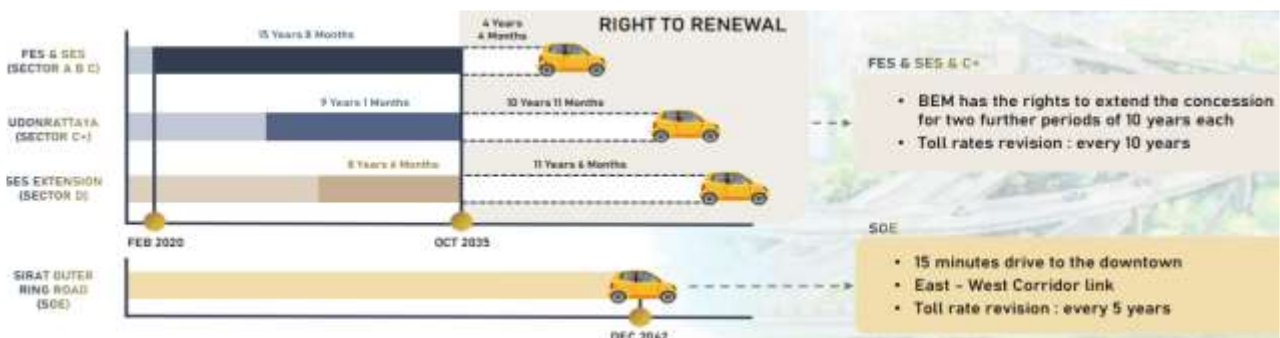 RIGHT TO RENEWAL
4 Years
4 Months
15 Years 8 Months
FES & SES
(SECTOR A B C)
9 Years 1 Months
10 Years 11 Months
UDONRATTAYA
(SECTOR C+)
8 Years 6 Months
11 Years 6 Months
SES EXTENSION
(SECTOR D)
FEB 2020
OCT 2035
SIRAT OUTER
RING ROAD
(SOE)
DEC 2042
FES & SES & C+
• BEM has the rights to extend the concession
for two further periods of 10 years each
• Toll rates revision : every 10 years
SOE
• 15 minutes drive to the downtown
• East - West Corridor link
• Toll rate revision : every 5 years